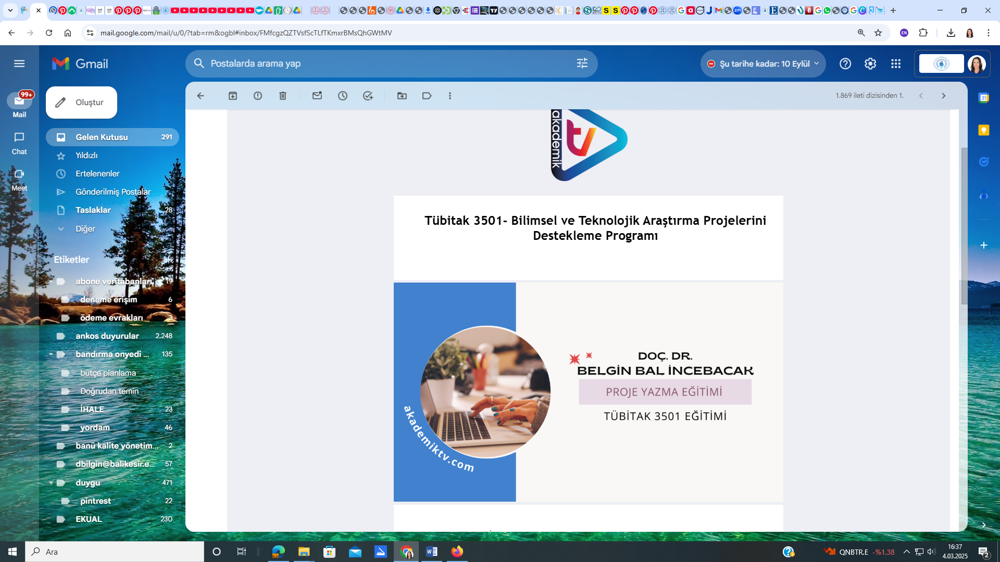 mail.google.com/mail/u/0/?tab=rm&ogbl#inbox/FMfcgzQZTVsfScTLfTKmxrBMsQhGWtMV
EN
Gmail
Postalarda arama yap
Şu tarihe kadar: 10 Eylül
99+
Mail
Chat
Meet
Oluştur
Gelen Kutusu 291
Yıldızlı
Ertelenenler
Gönderilmiş Postalar
Taslaklar 28
Diğer
Etiketler
abone veritabanları 19
deneme erişim 6
ödeme evrakları 3
ankos duyurular 2.248
bandırma onyedi ... 135
bütçe planlama
Doğrudan temin
İHALE 23
yordam 46
banü kalite yönetim... 2
dbilgin@balikesir.e... 57
duygu 471
pintrest 22
EKUAL 230
1.869 ileti dizisinden 1.
31
akademik
tv
Tübitak 3501- Bilimsel ve Teknolojik Araştırma Projelerini
Destekleme Programı
akademiktv.com
DOÇ. DR.
BELGİN BAL İNCEBACAK
PROJE YAZMA EĞİTİMİ
TÜBİTAK 3501 EĞİTİMİ
Ara
QNBTR.E -%1,38
16:37
4.03.2025
2